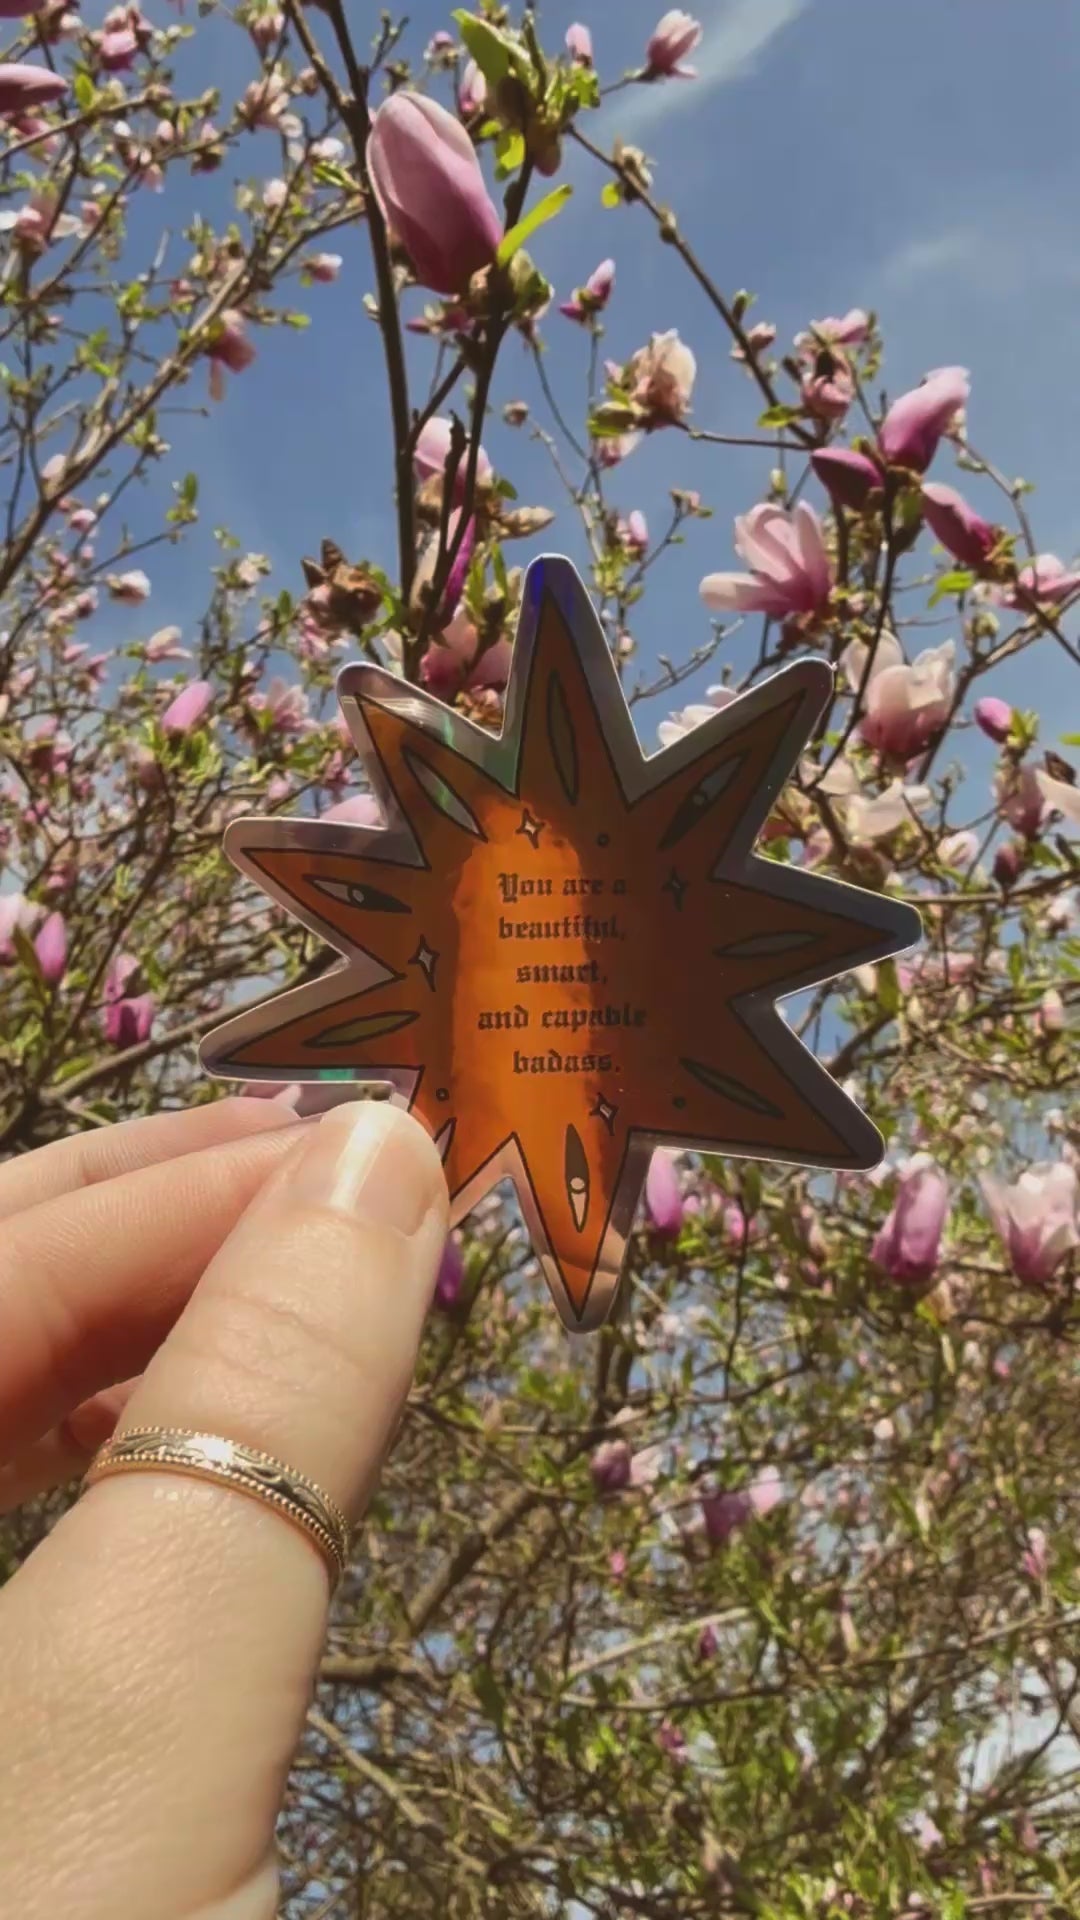 You are a
beautiful,
smart,
and capable
badass.